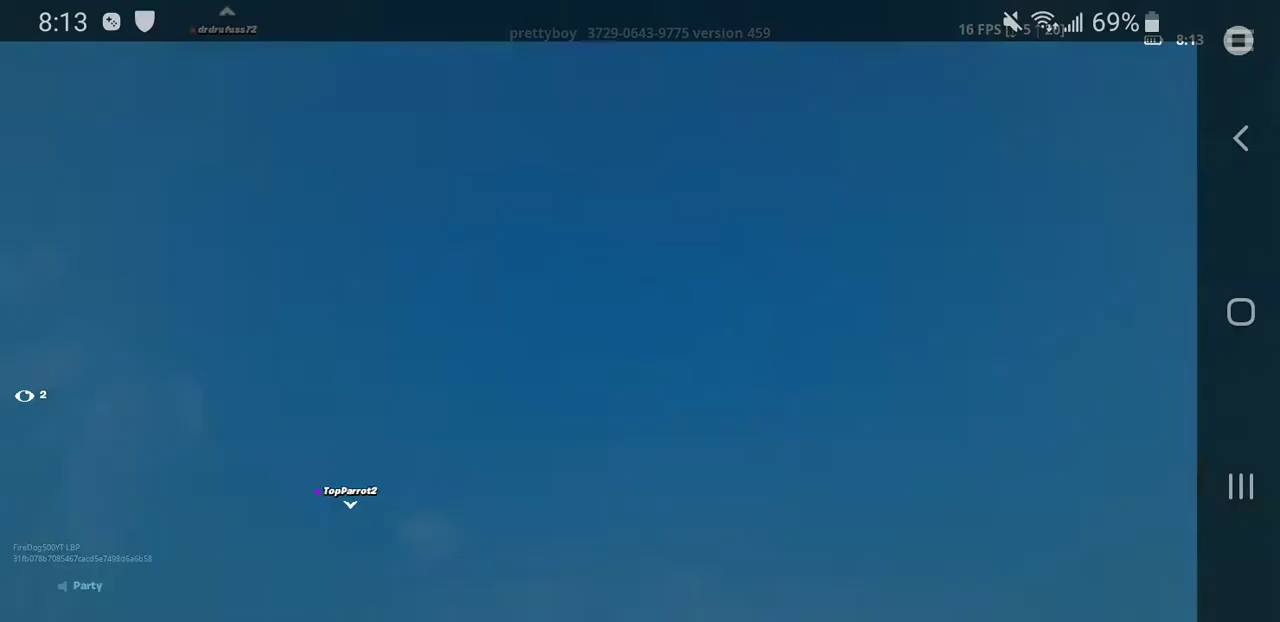 8:13
69%
drdrufuss72
prettyboy 3729-0643-9775 version 459
16 FPS
8:13
2
TopParrot2
FireDog500YT LBP
31fb078b7085467cacd5e7498d6a6b58
Party